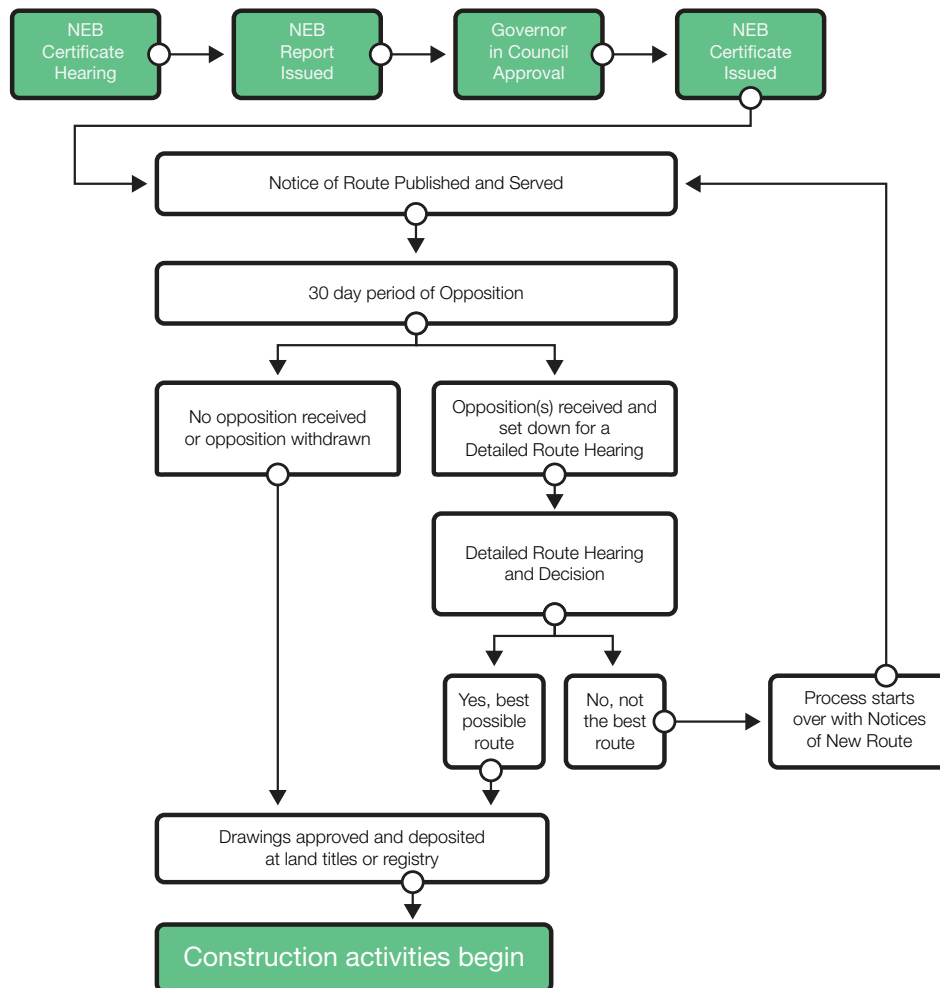 NEB
Certificate
Hearing
NEB
Report
Issued
Governor
in Council
Approval
NEB
Certificate
Issued
Notice of Route Published and Served
30 day period of Opposition
No opposition received
or opposition withdrawn
Opposition(s) received and
set down for a
Detailed Route Hearing
Detailed Route Hearing
and Decision
Yes, best
possible
route
No, not
the best
route
Process starts
over with Notices
of New Route
Drawings approved and deposited
at land titles or registry
Construction activities begin